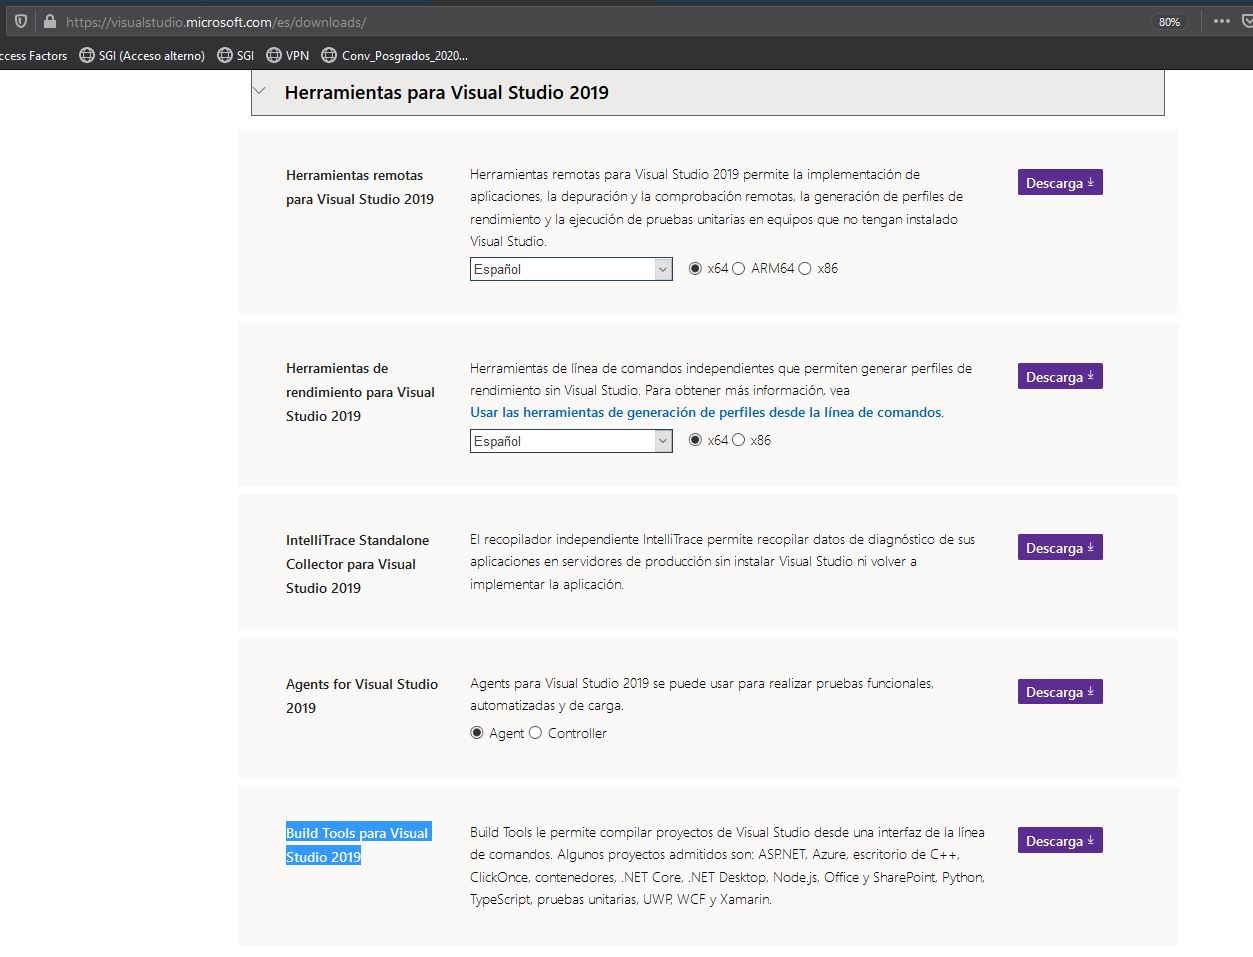 https://visualstudio.microsoft.com/es/downloads/
80%
ccess Factors SGI (Acceso alterno) SGI VPN Conv_Posgrados_2020...
Herramientas para Visual Studio 2019
Herramientas remotas
para Visual Studio 2019
Herramientas remotas para Visual Studio 2019 permite la implementación de
aplicaciones, la depuración y la comprobación remotas, la generación de perfiles de
rendimiento y la ejecución de pruebas unitarias en equipos que no tengan instalado
Visual Studio.
Español x64 ARM64 x86
Descarga
Herramientas de
rendimiento para Visual
Studio 2019
Herramientas de línea de comandos independientes que permiten generar perfiles de
rendimiento sin Visual Studio. Para obtener más información, vea
Usar las herramientas de generación de perfiles desde la línea de comandos.
Español x64 x86
Descarga
IntelliTrace Standalone
Collector para Visual
Studio 2019
El recopilador independiente IntelliTrace permite recopilar datos de diagnóstico de sus
aplicaciones en servidores de producción sin instalar Visual Studio ni volver a
implementar la aplicación.
Descarga
Agents for Visual Studio
2019
Agents para Visual Studio 2019 se puede usar para realizar pruebas funcionales,
automatizadas y de carga.
Agent Controller
Descarga
Build Tools para Visual
Studio 2019
Build Tools le permite compilar proyectos de Visual Studio desde una interfaz de la línea
de comandos. Algunos proyectos admitidos son: ASP.NET, Azure, escritorio de C++,
ClickOnce, contenedores, .NET Core, .NET Desktop, Node.js, Office y SharePoint, Python,
TypeScript, pruebas unitarias, UWP, WCF y Xamarin.
Descarga